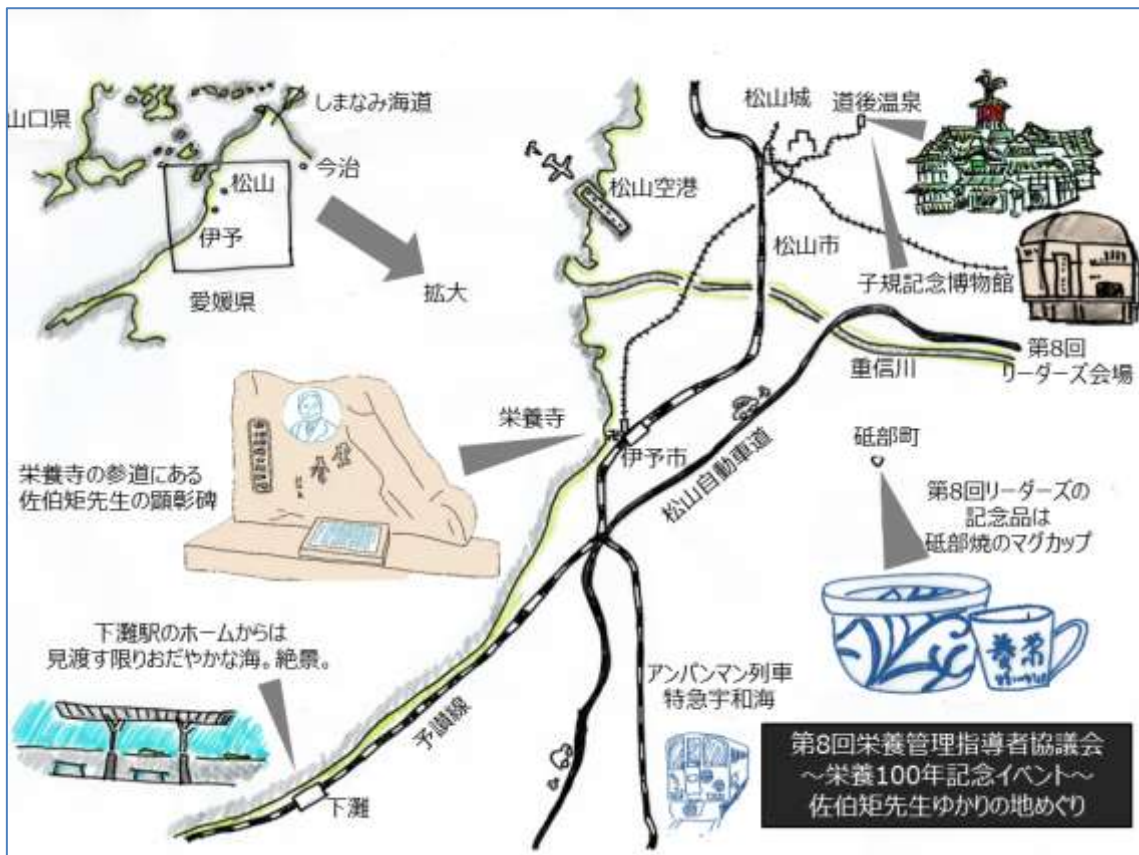 しまなみ海道
山口県
今治
松山
伊予
愛媛県
拡大
松山城
道後温泉
松山空港
松山市
子規記念博物館
第8回
リーダーズ会場
重信川
栄養寺
伊予市
松山自動車道
栄養寺の参道にある
佐伯矩先生の顕彰碑
砥部町
第8回リーダーズの
記念品は
砥部焼のマグカップ
栄養
下灘駅のホームからは
見渡す限りおだやかな海。絶景。
予讃線
下灘
アンパンマン列車
特急宇和海
第8回栄養管理指導者協議会
~栄養100年記念イベント~
佐伯矩先生ゆかりの地めぐり